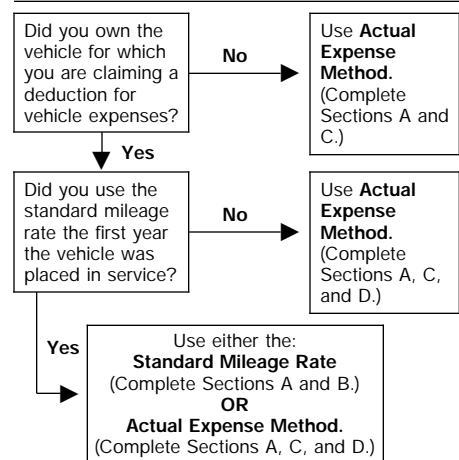 Did you own the
vehicle for which
you are claiming a
deduction for
vehicle expenses?
No
Use Actual
Expense
Method.
(Complete
Sections A and
C.)
Yes
Did you use the
standard mileage
rate the first year
the vehicle was
placed in service?
No
Use Actual
Expense
Method.
(Complete
Sections A, C,
and D.)
Yes
Use either the:
Standard Mileage Rate
(Complete Sections A and B.)
OR
Actual Expense Method.
(Complete Sections A, C, and D.)